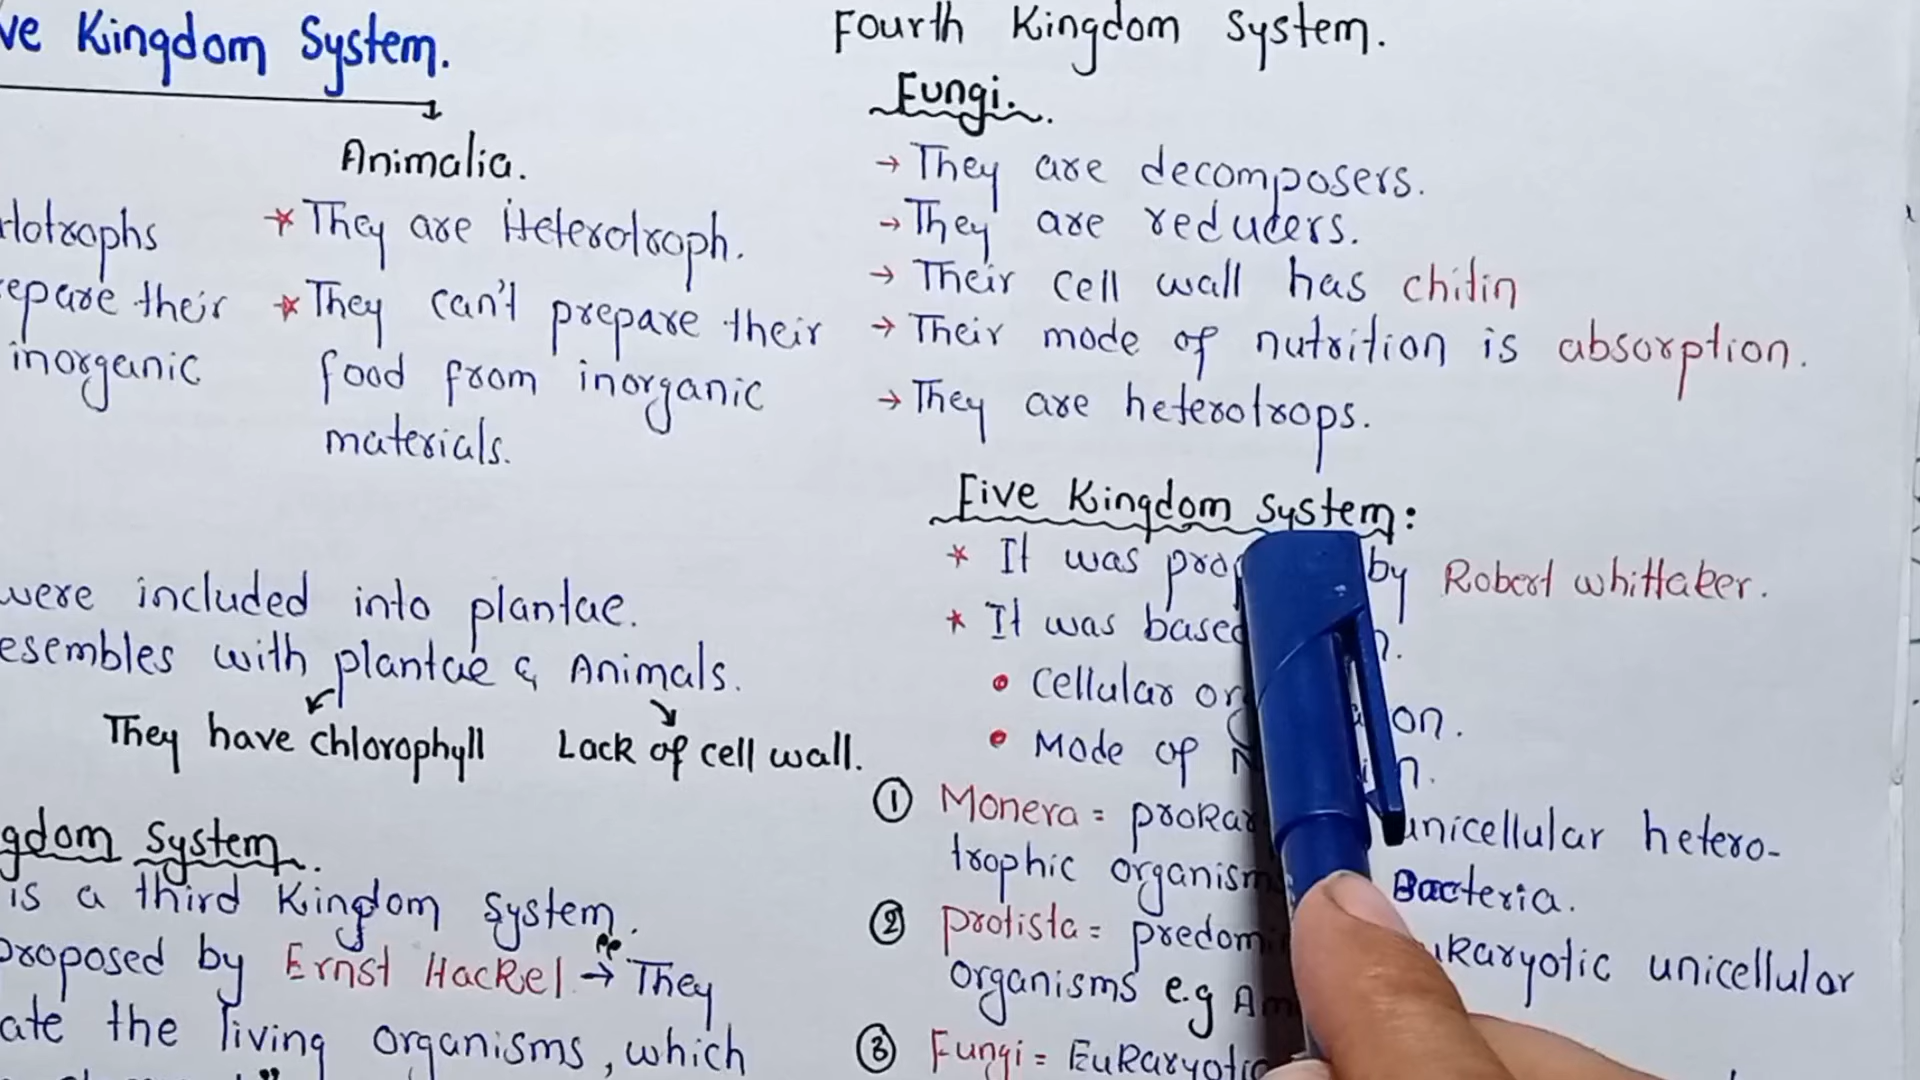 ve Kingdom System.
Animalia.
lotrophs
epare their
inorganic
* They are Heterotroph.
* They can't prepare their
food from inorganic
materials.
were included into plantae.
esembles with plantae & Animals.
They have chlorophyll
Lack of cell wall.
gdom System.
is a third Kingdom System.
proposed by Ernst Hackel → They
ate the living organisms, which
Fourth Kingdom System.
Fungi.
→ They are decomposers.
→ They are reducers.
→ Their cell wall has chitin
→ Their mode of nutrition is absorption.
→ They are heterotrops.
Five Kingdom System:
* It was pro by Robert Whittaker.
* It was based
• Cellular or on.
• Mode of
① Monera = proKar unicellular hetero-
trophic organism Bacteria.
② Protista = predom uKaryotic unicellular
organisms e.g Am
③ Fungi = EuKaryotic